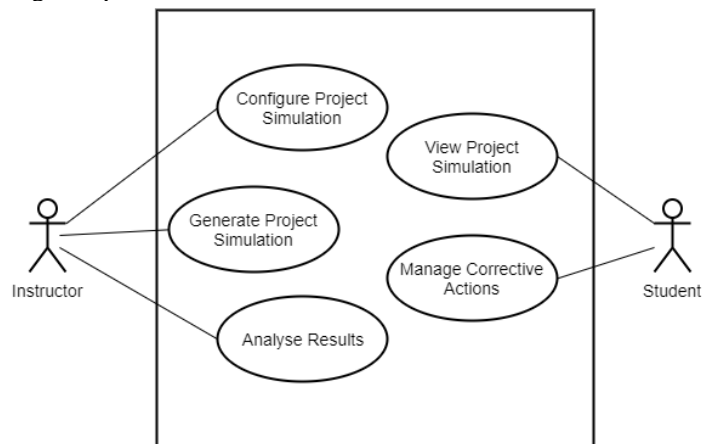 Configure Project
Simulation
View Project
Simulation
Generate Project
Simulation
Instructor
Manage Corrective
Actions
Student
Analyse Results